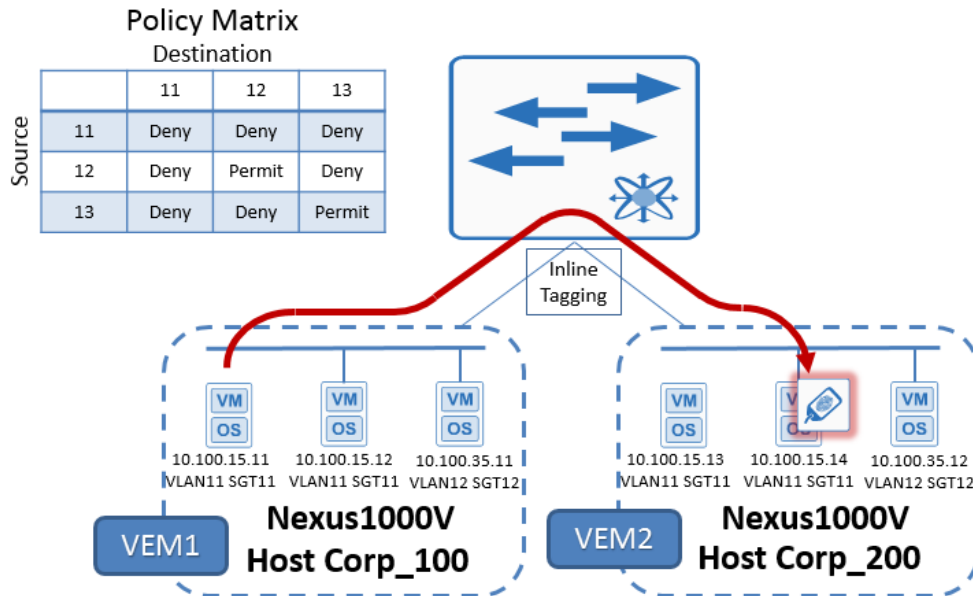 Policy Matrix
Destination
11 12 13
Source
11 Deny Deny Deny
12 Deny Permit Deny
13 Deny Deny Permit
Inline
Tagging
VM VM VM
OS OS OS
10.100.15.11 10.100.15.12 10.100.35.11
VLAN11 SGT11 VLAN11 SGT11 VLAN12 SGT12
Nexus1000V
Host Corp_100
VEM1
VM VM
OS OS OS
10.100.15.13 10.100.15.14 10.100.35.12
VLAN11 SGT11 VLAN11 SGT11 VLAN12 SGT12
Nexus1000V
Host Corp_200
VEM2